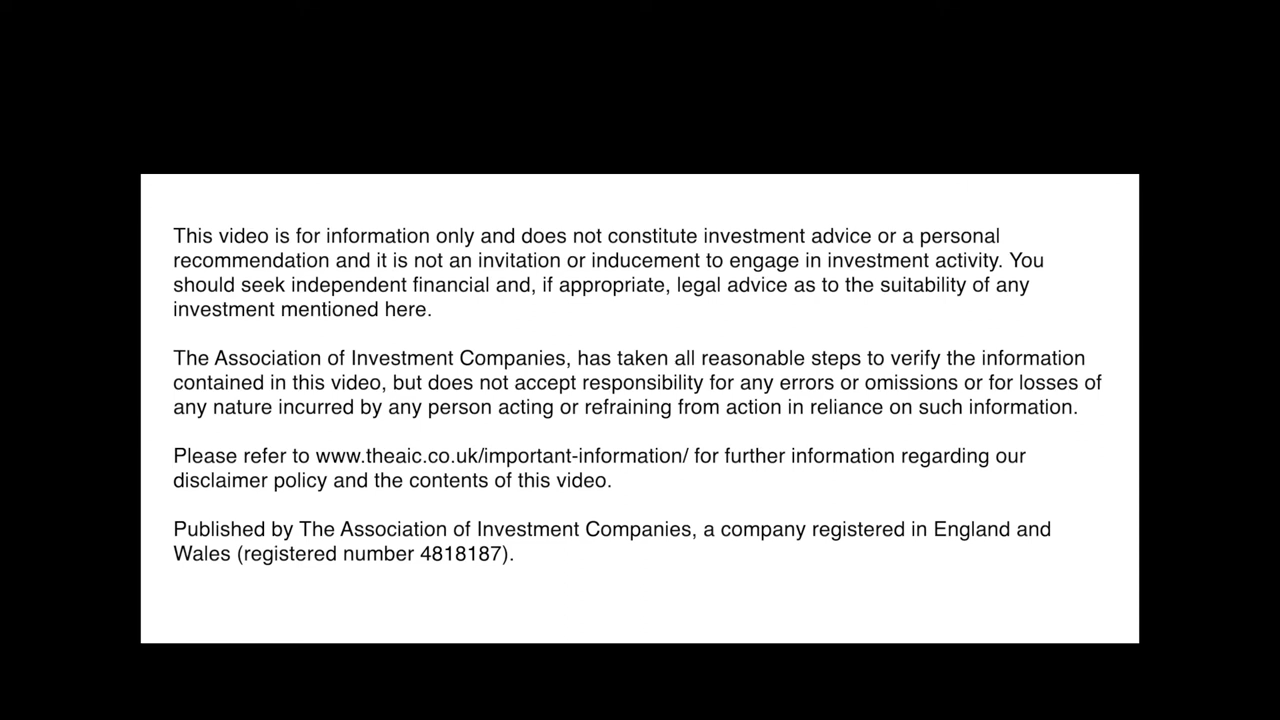 This video is for information only and does not constitute investment advice or a personal
recommendation and it is not an invitation or inducement to engage in investment activity. You
should seek independent financial and, if appropriate, legal advice as to the suitability of any
investment mentioned here.
The Association of Investment Companies, has taken all reasonable steps to verify the information
contained in this video, but does not accept responsibility for any errors or omissions or for losses of
any nature incurred by any person acting or refraining from action in reliance on such information.
Please refer to www.theaic.co.uk/important-information/ for further information regarding our
disclaimer policy and the contents of this video.
Published by The Association of Investment Companies, a company registered in England and
Wales (registered number 4818187).